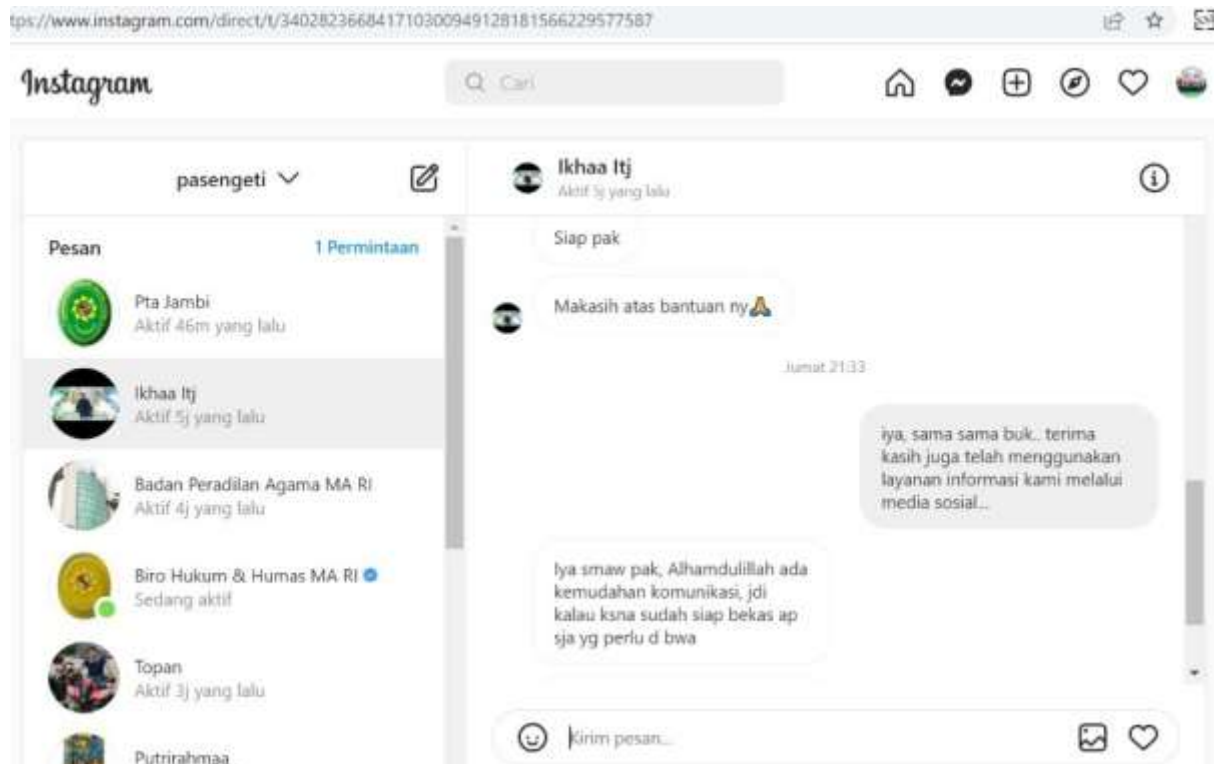 tps://www.instagram.com/direct/t/340282366841710300949128181566229577587
Instagram
Cari
pasengeti
Ikhaa Itj
Aktif 5j yang lalu
Pesan
1 Permintaan
Pta Jambi
Aktif 46m yang lalu
Ikhaa Itj
Aktif 5j yang lalu
Badan Peradilan Agama MA RI
Aktif 4j yang lalu
Biro Hukum & Humas MA RI
Sedang aktif
Topan
Aktif 3j yang lalu
Putrirahmaa
Siap pak
Makasih atas bantuan ny🙏
Jumat 21:33
iya, sama sama buk.. terima
kasih juga telah menggunakan
layanan informasi kami melalui
media sosial...
Iya smaw pak, Alhamdulillah ada
kemudahan komunikasi, jdi
kalau ksna sudah siap bekas ap
sja yg perlu d bwa
Kirim pesan...